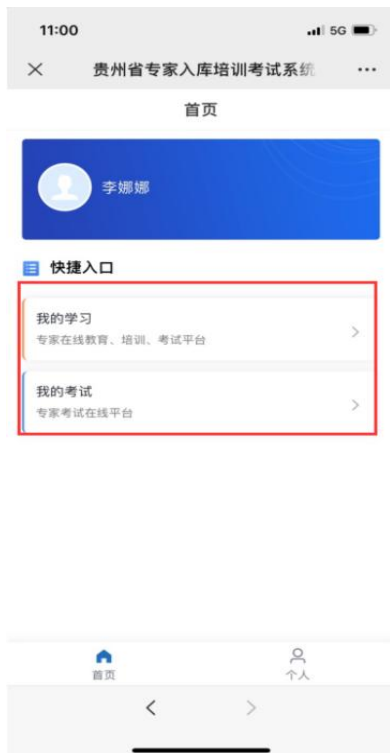 11:00
5G
贵州省专家入库培训考试系统
首页
李娜娜
快捷入口
我的学习
专家在线教育、培训、考试平台
我的考试
专家考试在线平台
首页
个人